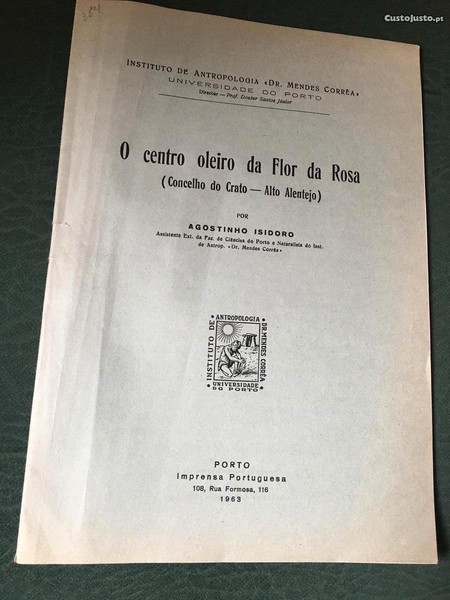 CustoJusto.pt
INSTITUTO DE ANTROPOLOGIA «DR. MENDES CORRÊA»
UNIVERSIDADE DO PORTO
Director — Prof. Doutor Santos Júnior
O centro oleiro da Flor da Rosa
(Concelho do Crato — Alto Alentejo)
POR
AGOSTINHO ISIDORO
Assistente Ext. da Fac. de Ciências do Porto e Naturalista do Inst.
de Antrop. «Dr. Mendes Corrêa»
INSTITUTO DE
ANTROPOLOGIA
DR. MENDES CORRÊA
UNIVERSIDADE
DO PORTO
PORTO
Imprensa Portuguesa
108, Rua Formosa, 116
1963